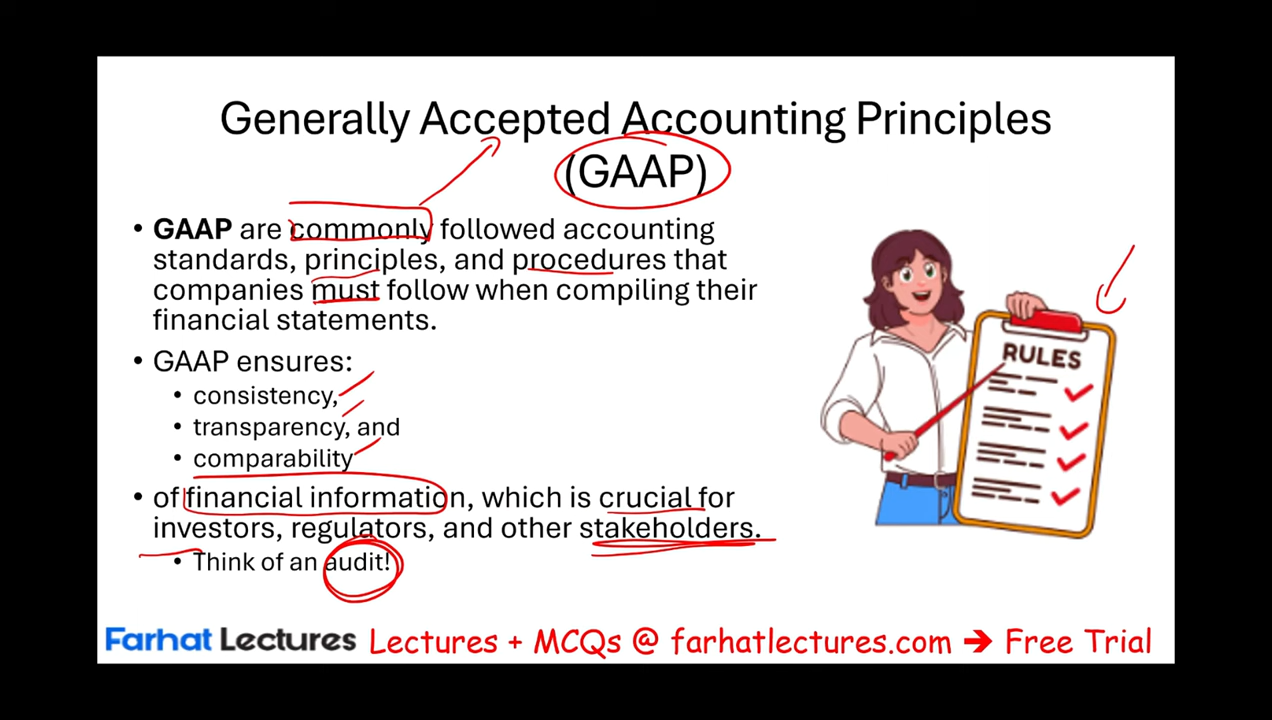 Generally Accepted Accounting Principles
(GAAP)
• GAAP are commonly followed accounting
standards, principles, and procedures that
companies must follow when compiling their
financial statements.
• GAAP ensures:
• consistency,
• transparency, and
• comparability
• of financial information, which is crucial for
investors, regulators, and other stakeholders.
• Think of an audit!
RULES
Farhat Lectures Lectures + MCQs @ farhatlectures.com ➔ Free Trial